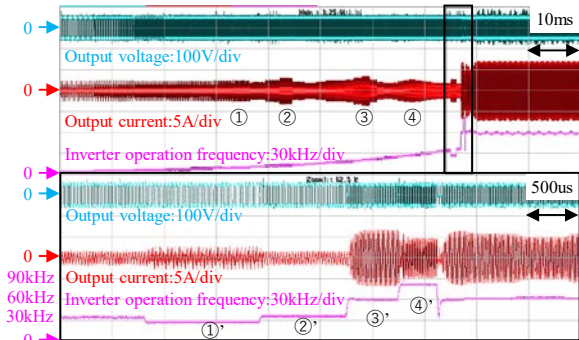 0
10ms
Output voltage:100V/div
0
① ② ③ ④
Output current:5A/div
Inverter operation frequency:30kHz/div
0
0
500us
Output voltage:100V/div
0
Output current:5A/div
90kHz
Inverter operation frequency:30kHz/div
60kHz
30kHz
①’ ②’ ③’ ④’
0